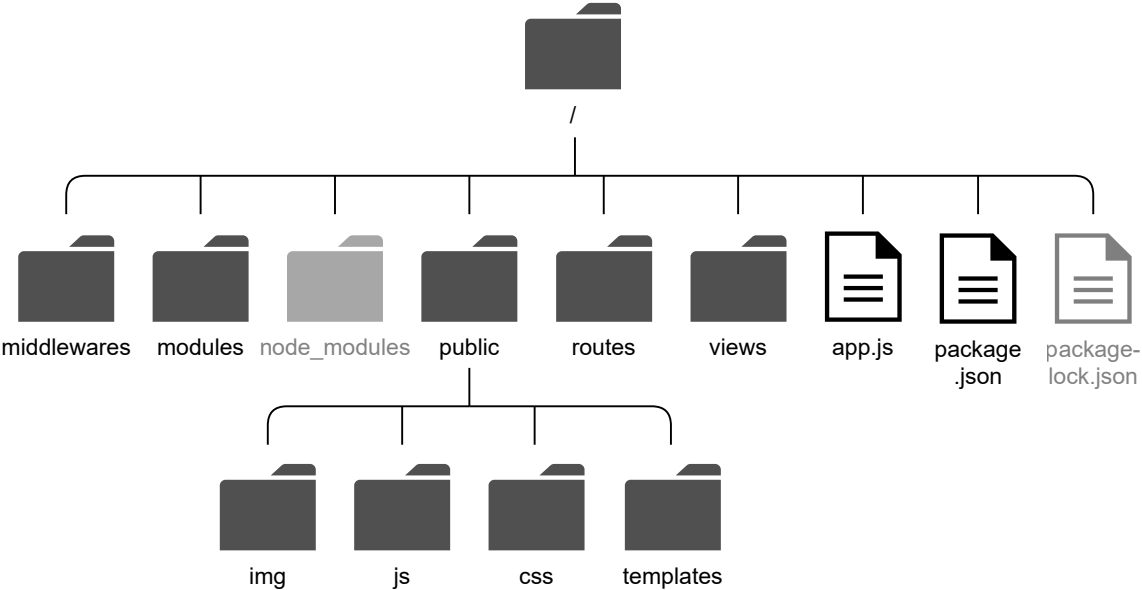 /
middlewares
modules
node_modules
public
routes
views
app.js
package
.json
package-
lock.json
img
js
css
templates